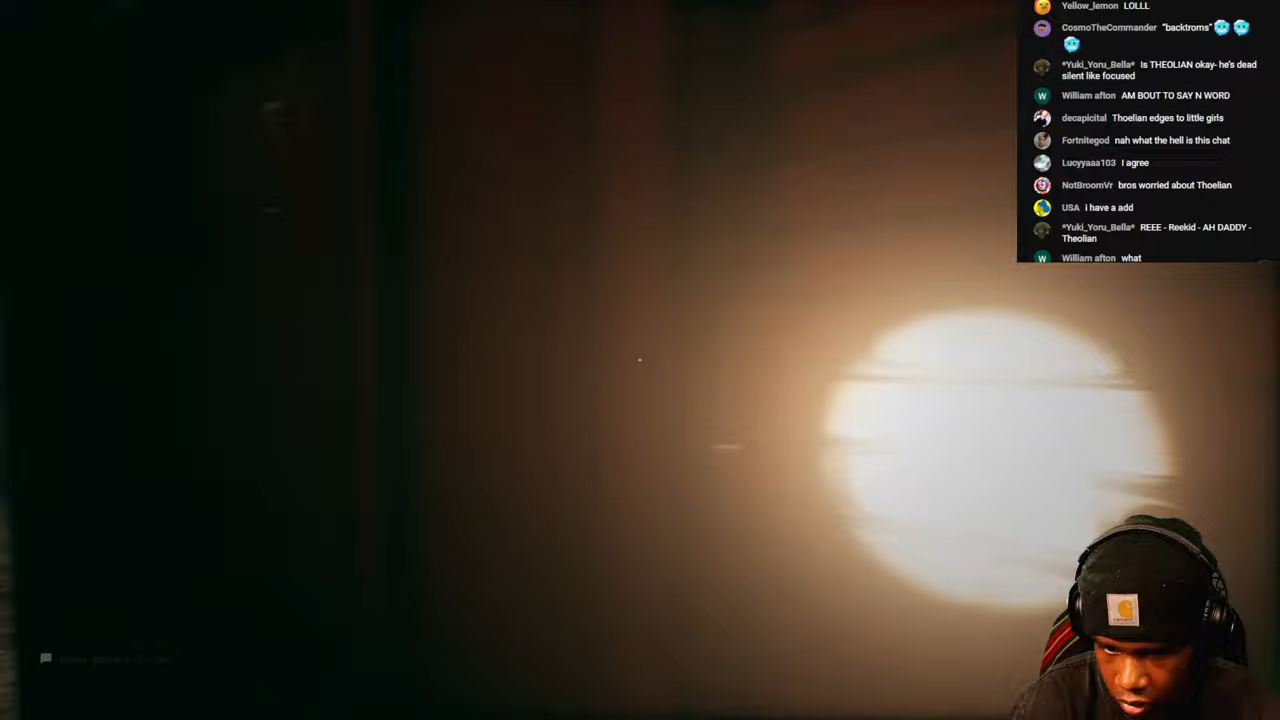 Yellow_lemon LOLLL
CosmoTheCommander "backtroms"
*Yuki_Yoru_Bella* Is THEOLIAN okay- he's dead
silent like focused
William afton AM BOUT TO SAY N WORD
decapicital Thoelian edges to little girls
Fortnitegod nah what the hell is this chat
Lucyyaaa103 I agree
NotBroomVr bros worried about Thoelian
USA i have a add
*Yuki_Yoru_Bella* REEE - Reekid - AH DADDY -
Theolian
William afton what